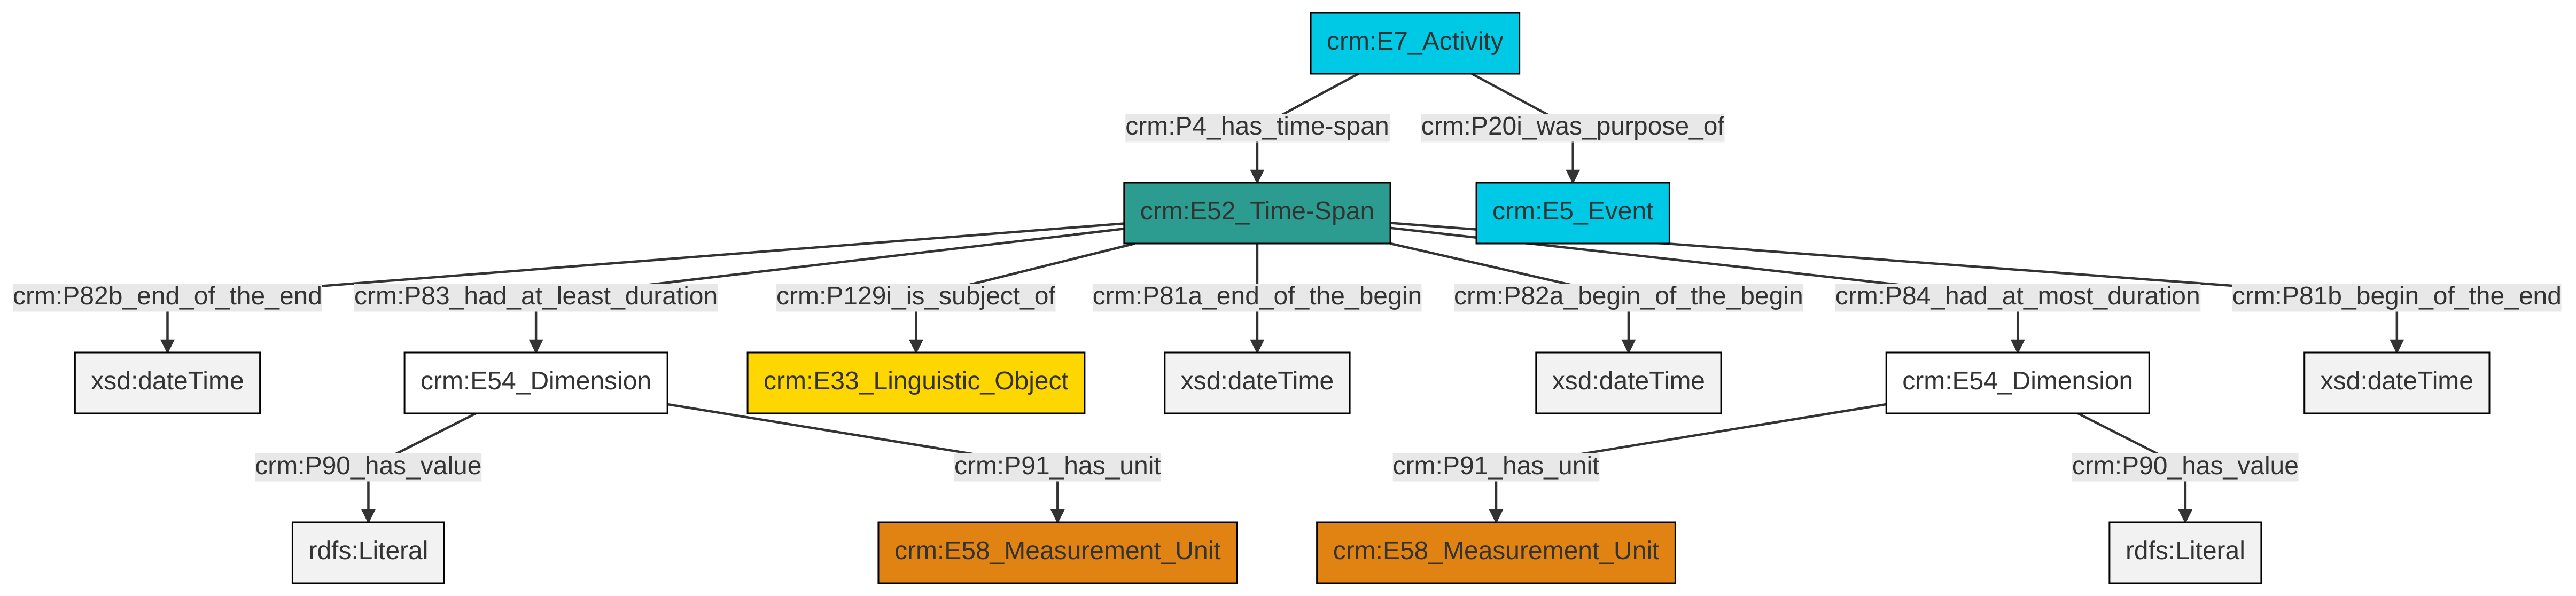 crm:E7_Activity
crm:P4_has_time-span
crm:P20i_was_purpose_of
crm:E52_Time-Span
crm:E5_Event
crm:P82b_end_of_the_end
crm:P83_had_at_least_duration
crm:P129i_is_subject_of
crm:P81a_end_of_the_begin
crm:P82a_begin_of_the_begin
crm:P84_had_at_most_duration
crm:P81b_begin_of_the_end
xsd:dateTime
crm:E54_Dimension
crm:E33_Linguistic_Object
xsd:dateTime
xsd:dateTime
crm:E54_Dimension
xsd:dateTime
crm:P90_has_value
crm:P91_has_unit
crm:P91_has_unit
crm:P90_has_value
rdfs:Literal
crm:E58_Measurement_Unit
crm:E58_Measurement_Unit
rdfs:Literal